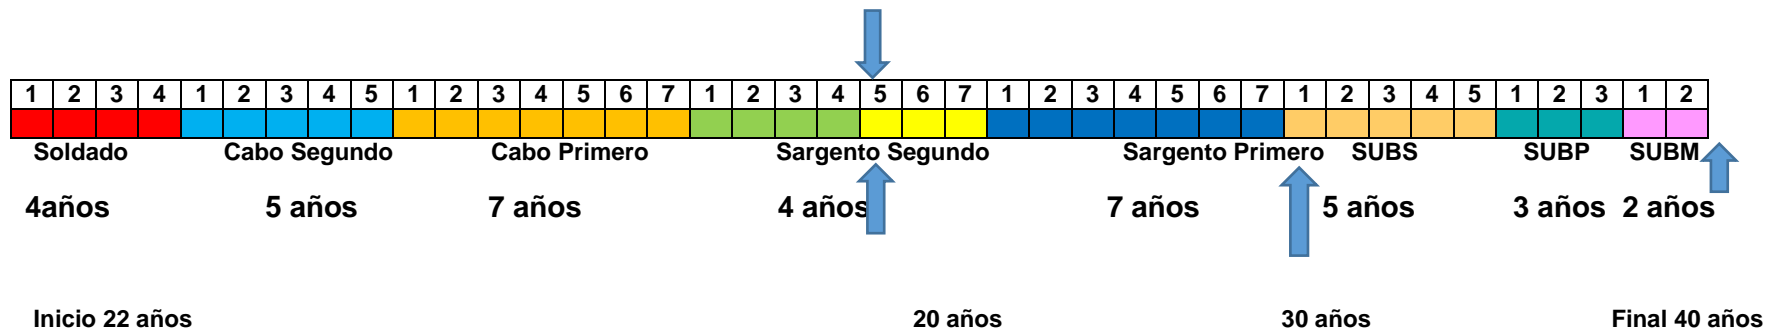 1 2 3 4 1 2 3 4 5 1 2 3 4 5 6 7 1 2 3 4 5 6 7 1 2 3 4 5 6 7 1 2 3 4 5 1 2 3 1 2
Soldado Cabo Segundo Cabo Primero Sargento Segundo Sargento Primero SUBS SUBP SUBM
4años 5 años 7 años 4 años 7 años 5 años 3 años 2 años
Inicio 22 años 20 años 30 años Final 40 años